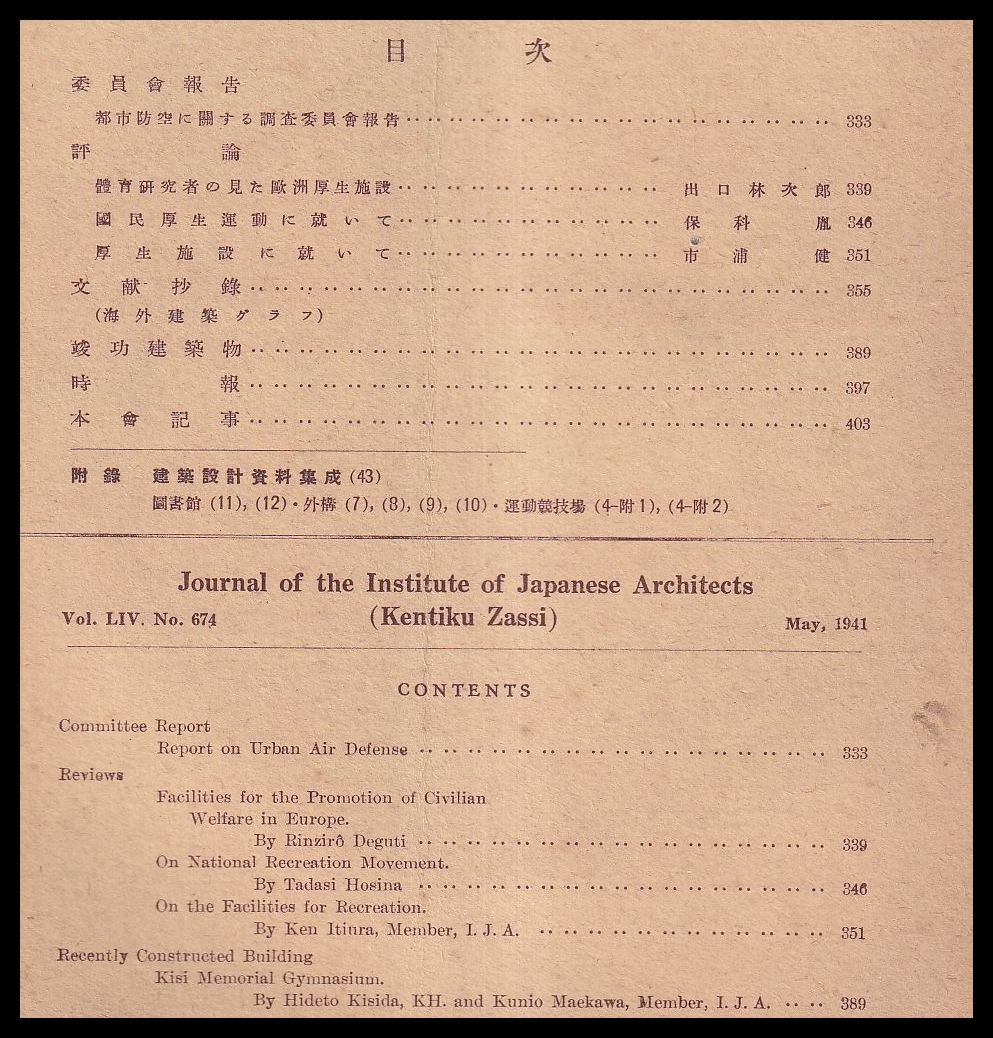 目次
委員會報告
都市防空に關する調査委員會報告 333
評論
體育研究者の見た歐洲厚生施設 出口林次郎 339
國民厚生運動に就いて 保科胤 346
厚生施設に就いて 市浦健 351
文献抄錄 355
(海外建築グラフ)
竣功建築物 389
時報 397
本會記事 403
附錄 建築設計資料集成 (43)
圖書館 (11), (12)・外構 (7), (8), (9), (10)・運動競技場 (4-附1), (4-附2)
Journal of the Institute of Japanese Architects
Vol. LIV. No. 674 (Kentiku Zassi) May, 1941
CONTENTS
Committee Report
Report on Urban Air Defense 333
Reviews
Facilities for the Promotion of Civilian
Welfare in Europe.
By Rinzirô Deguti 339
On National Recreation Movement.
By Tadasi Hosina 346
On the Facilities for Recreation.
By Ken Itiura, Member, I. J. A. 351
Recently Constructed Building
Kisi Memorial Gymnasium.
By Hideto Kisida, KH. and Kunio Maekawa, Member, I. J. A. 389